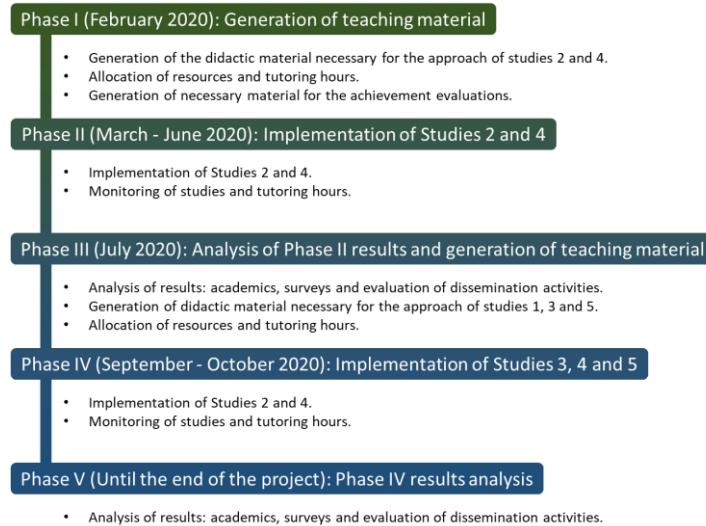 Phase I (February 2020): Generation of teaching material
• Generation of the didactic material necessary for the approach of studies 2 and 4.
• Allocation of resources and tutoring hours.
• Generation of necessary material for the achievement evaluations.
Phase II (March - June 2020): Implementation of Studies 2 and 4
• Implementation of Studies 2 and 4.
• Monitoring of studies and tutoring hours.
Phase III (July 2020): Analysis of Phase II results and generation of teaching material
• Analysis of results: academics, surveys and evaluation of dissemination activities.
• Generation of didactic material necessary for the approach of studies 1, 3 and 5.
• Allocation of resources and tutoring hours.
Phase IV (September - October 2020): Implementation of Studies 3, 4 and 5
• Implementation of Studies 2 and 4.
• Monitoring of studies and tutoring hours.
Phase V (Until the end of the project): Phase IV results analysis
• Analysis of results: academics, surveys and evaluation of dissemination activities.